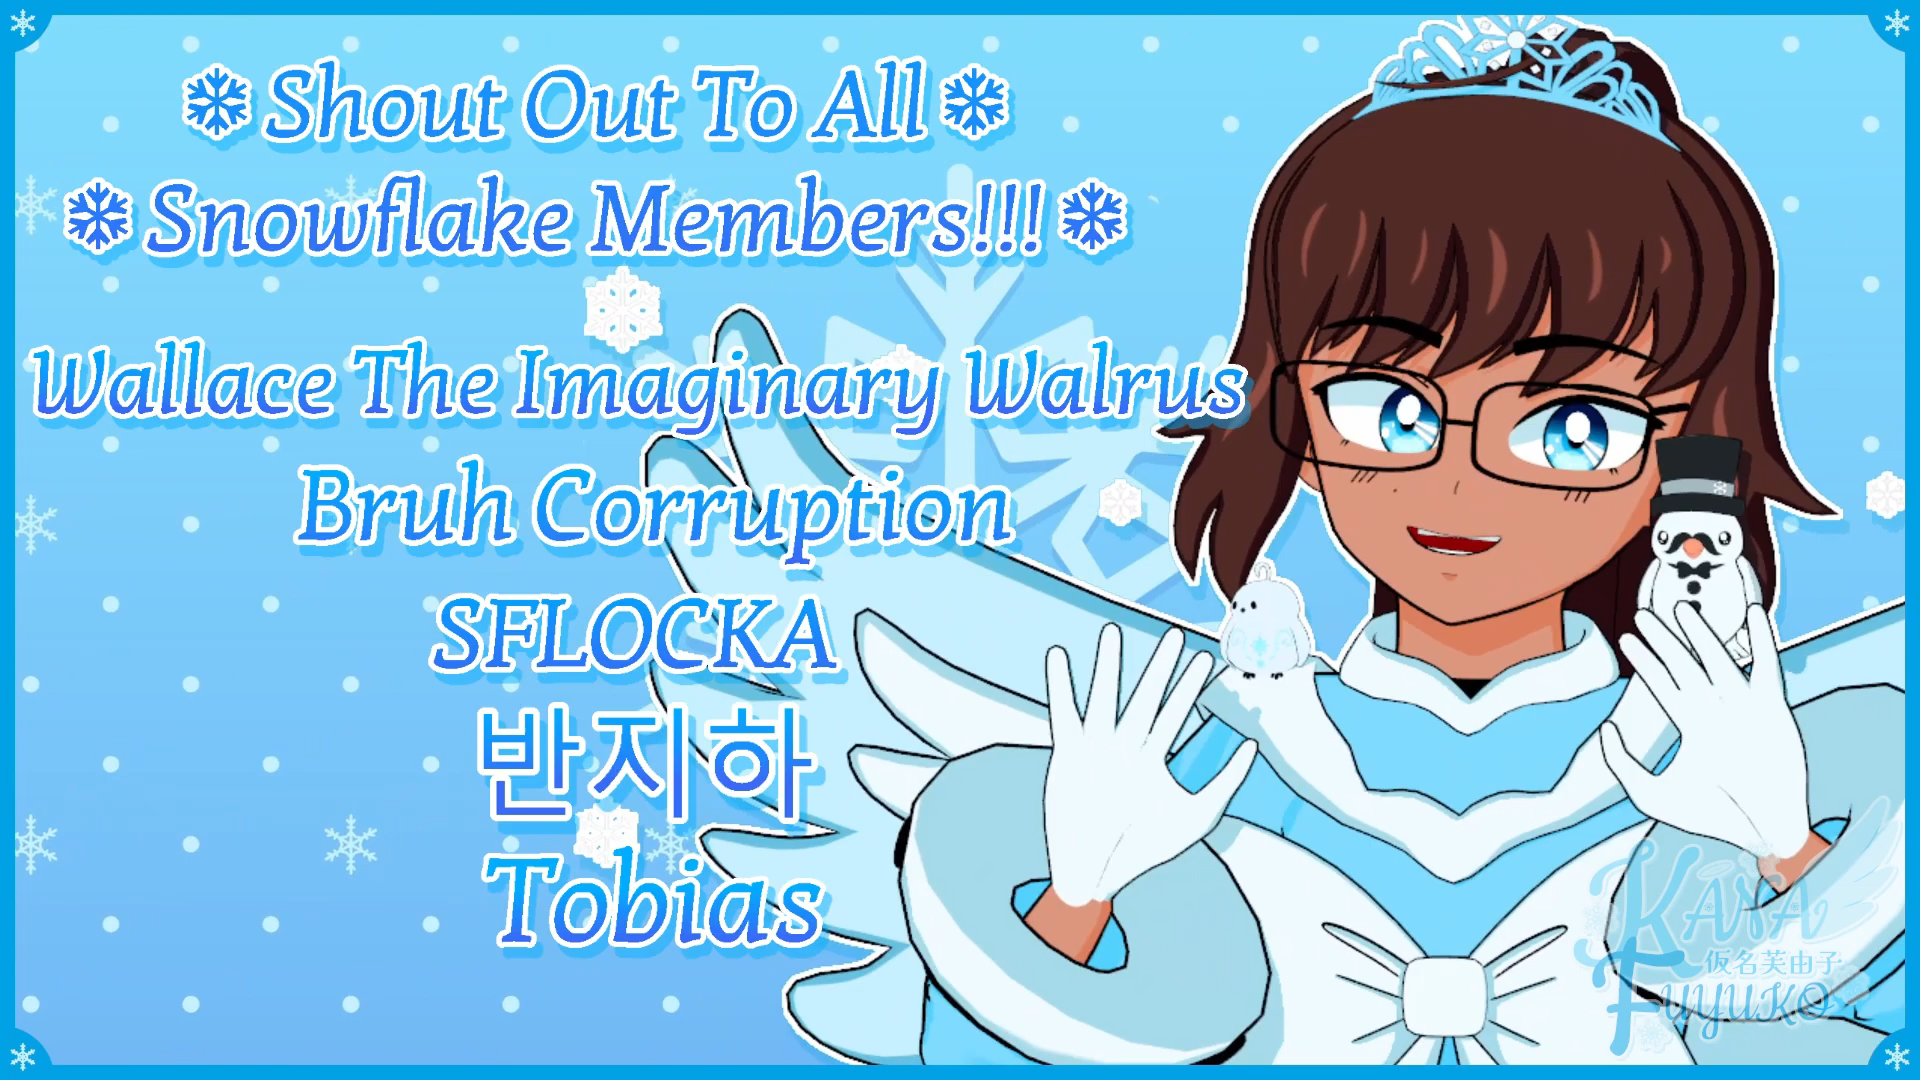 Shout Out To All
Snowflake Members!!!
Wallace The Imaginary Walrus
Bruh Corruption
SFLOCKA
반지하
Tobias
KANA
仮名芙由子
FUYUKO